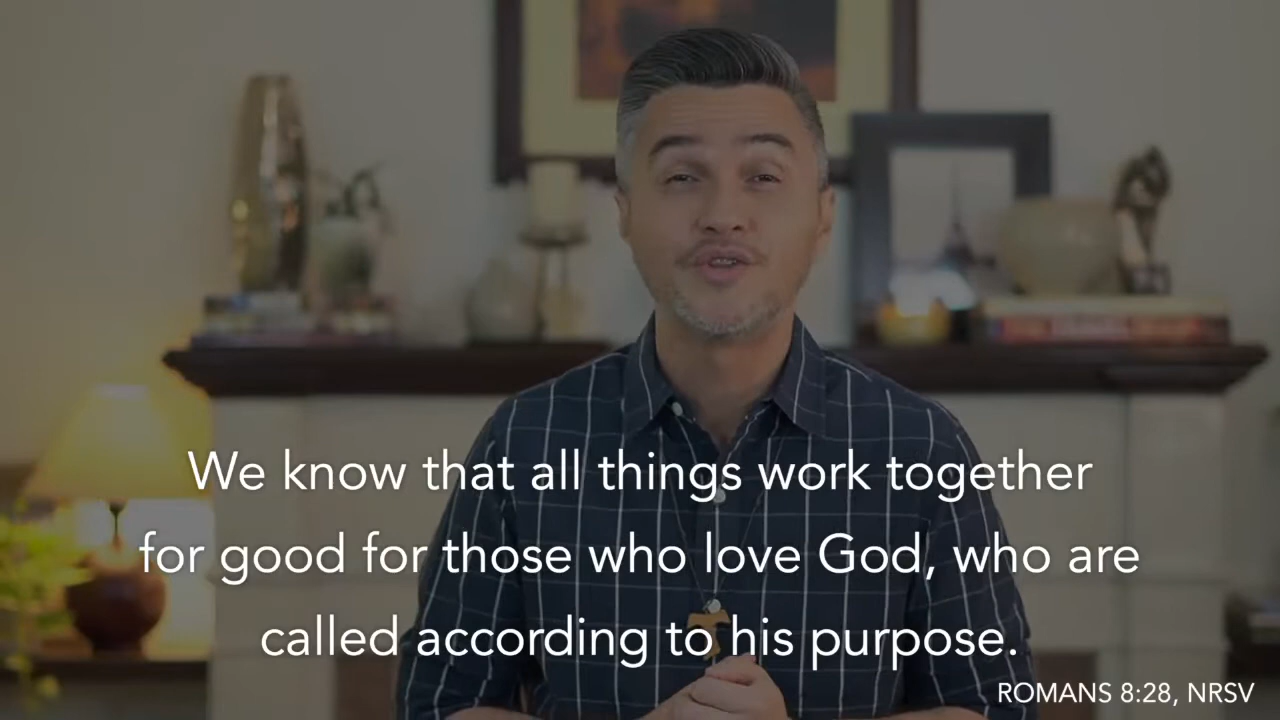 We know that all things work together
for good for those who love God, who are
called according to his purpose.
ROMANS 8:28, NRSV